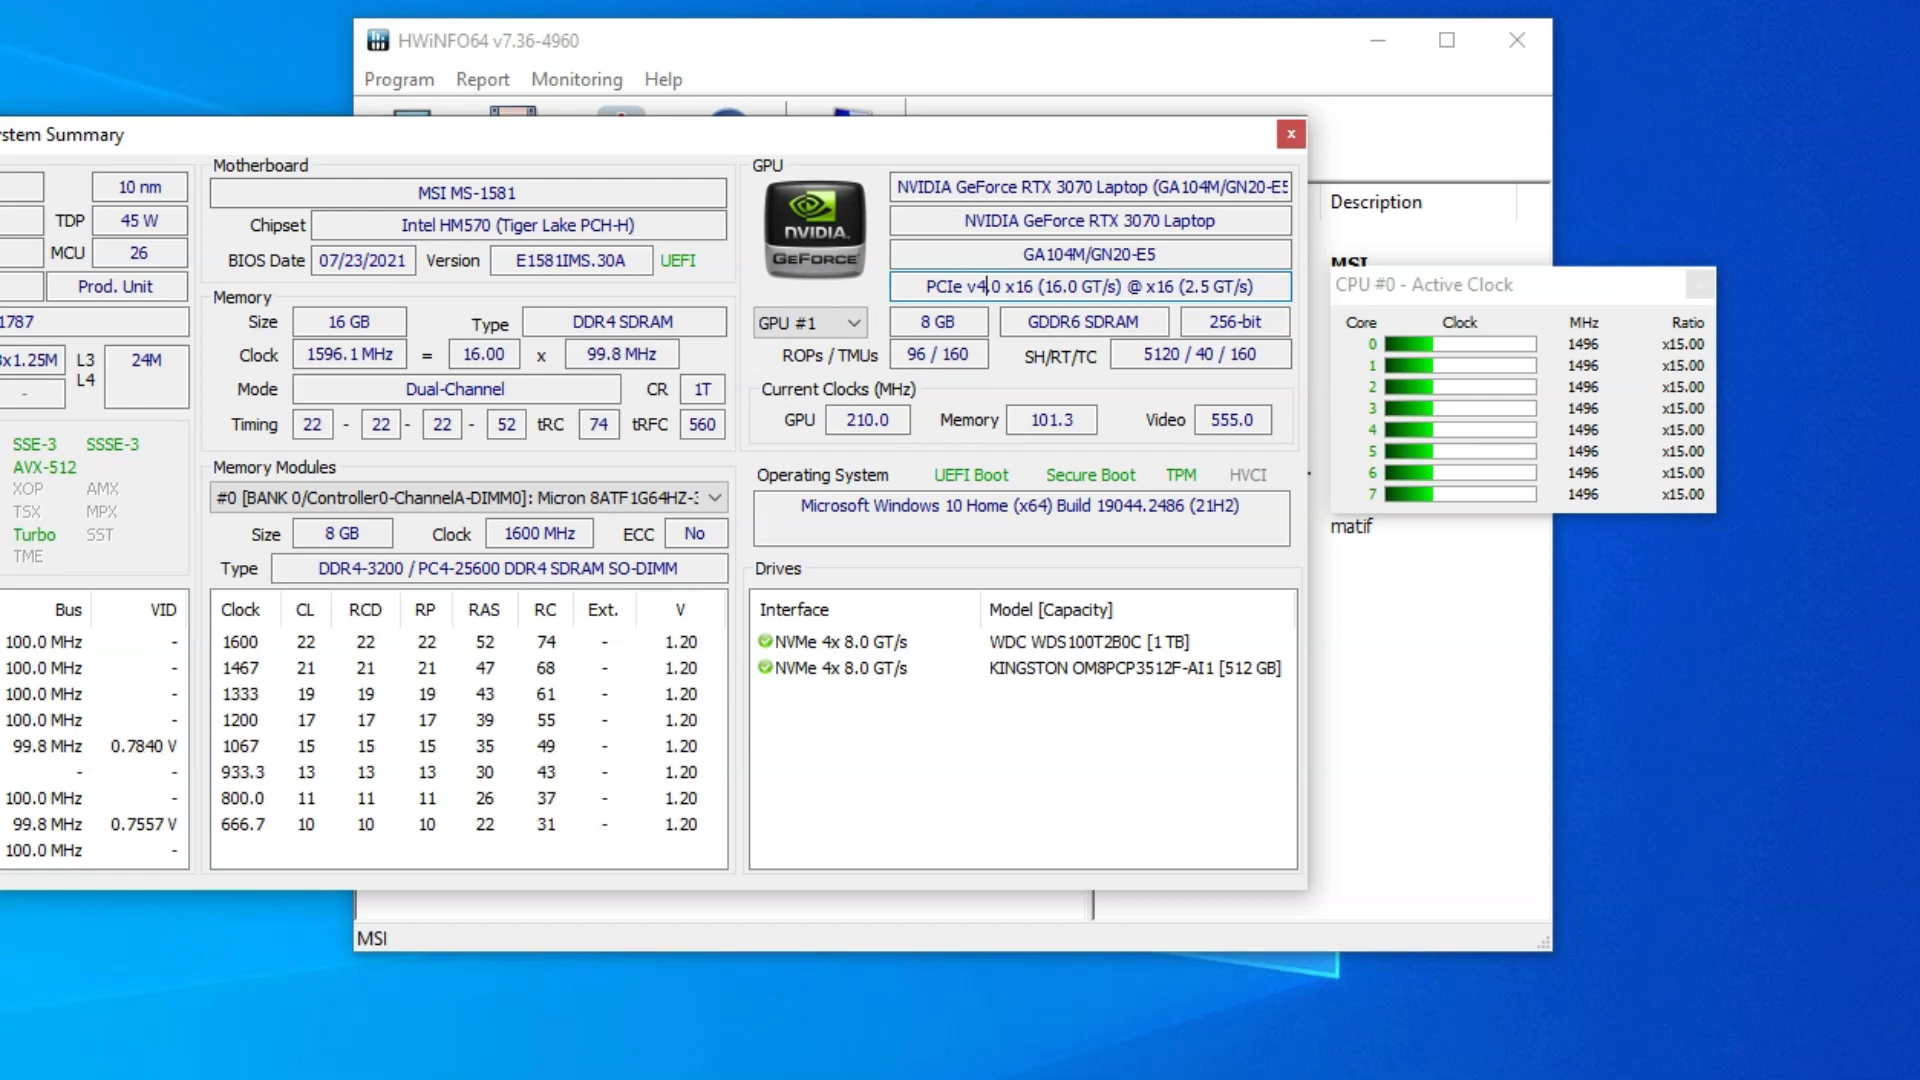 HWiNFO64 v7.36-4960
Program Report Monitoring Help
stem Summary
10 nm
TDP 45 W
MCU 26
Prod. Unit
1787
x1.25M L3 24M
- L4
SSE-3 SSSE-3
AVX-512
XOP AMX
TSX MPX
Turbo SST
TME
Bus VID
100.0 MHz -
100.0 MHz -
100.0 MHz -
100.0 MHz -
99.8 MHz 0.7840 V
- -
100.0 MHz -
99.8 MHz 0.7557 V
100.0 MHz -
Motherboard
MSI MS-1581
Chipset Intel HM570 (Tiger Lake PCH-H)
BIOS Date 07/23/2021 Version E1581IMS.30A UEFI
Memory
Size 16 GB Type DDR4 SDRAM
Clock 1596.1 MHz = 16.00 x 99.8 MHz
Mode Dual-Channel CR 1T
Timing 22 - 22 - 22 - 52 tRC 74 tRFC 560
Memory Modules
#0 [BANK 0/Controller0-ChannelA-DIMM0]: Micron 8ATF1G64HZ-
Size 8 GB Clock 1600 MHz ECC No
Type DDR4-3200 / PC4-25600 DDR4 SDRAM SO-DIMM
Clock CL RCD RP RAS RC Ext. V
1600 22 22 22 52 74 - 1.20
1467 21 21 21 47 68 - 1.20
1333 19 19 19 43 61 - 1.20
1200 17 17 17 39 55 - 1.20
1067 15 15 15 35 49 - 1.20
933.3 13 13 13 30 43 - 1.20
800.0 11 11 11 26 37 - 1.20
666.7 10 10 10 22 31 - 1.20
GPU
NVIDIA.
GEFORCE
NVIDIA GeForce RTX 3070 Laptop (GA104M/GN20-E5
NVIDIA GeForce RTX 3070 Laptop
GA104M/GN20-E5
PCIe v4.0 x16 (16.0 GT/s) @ x16 (2.5 GT/s)
GPU #1 8 GB GDDR6 SDRAM 256-bit
ROPs / TMUs 96 / 160 SH/RT/TC 5120 / 40 / 160
Current Clocks (MHz)
GPU 210.0 Memory 101.3 Video 555.0
Operating System UEFI Boot Secure Boot TPM HVCI
Microsoft Windows 10 Home (x64) Build 19044.2486 (21H2)
Drives
Interface Model [Capacity]
NVMe 4x 8.0 GT/s WDC WDS100T2B0C [1 TB]
NVMe 4x 8.0 GT/s KINGSTON OM8PCP3512F-AI1 [512 GB]
Description
MSI
CPU #0 - Active Clock
Core Clock MHz Ratio
0 1496 x15.00
1 1496 x15.00
2 1496 x15.00
3 1496 x15.00
4 1496 x15.00
5 1496 x15.00
6 1496 x15.00
7 1496 x15.00
matif
MSI